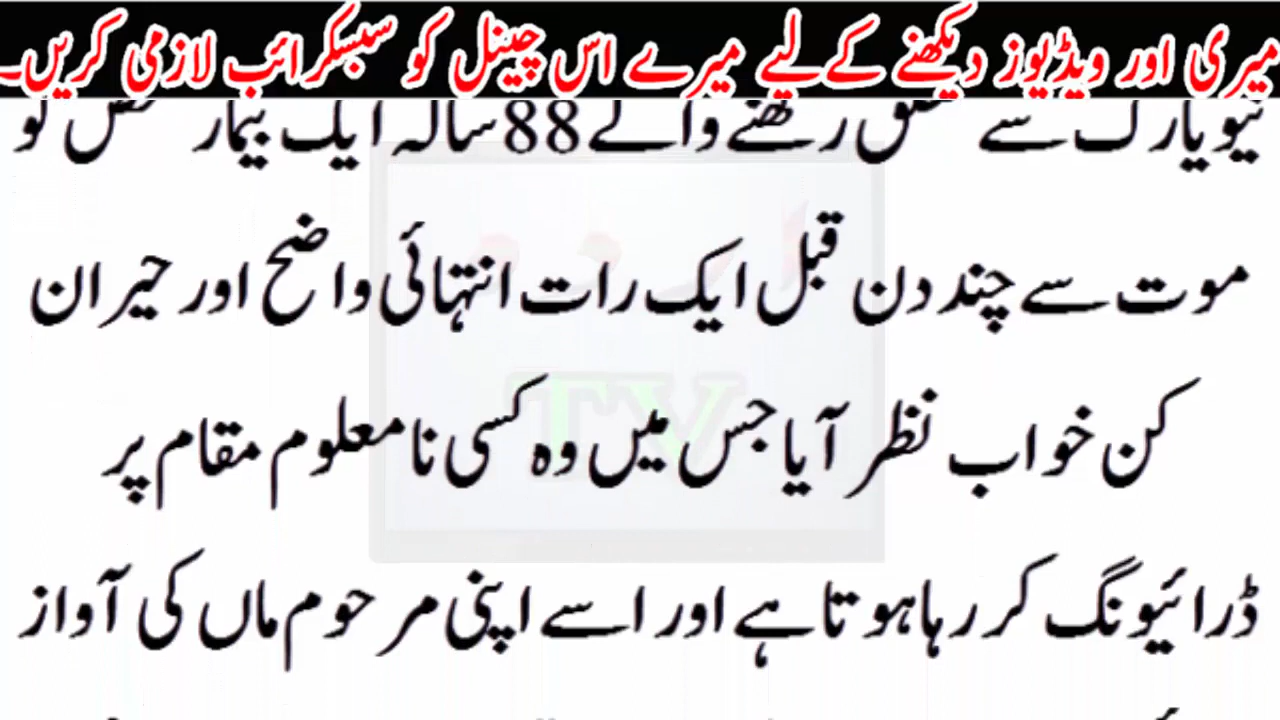 میری اور ویڈیوز دیکھنے کےلیے میرے اس چینل کو سبسکرائب لازمی کریں۔
نیویارک سے تعلق رکھنے والے 88 سالہ ایک بیمار شخص کو
موت سے چند دن قبل ایک رات انتہائی واضح اور حیران
کن خواب نظر آیا جس میں وہ کسی نامعلوم مقام پر
TV
ڈرائیونگ کر رہا ہوتا ہے اور اسے اپنی مرحوم ماں کی آواز